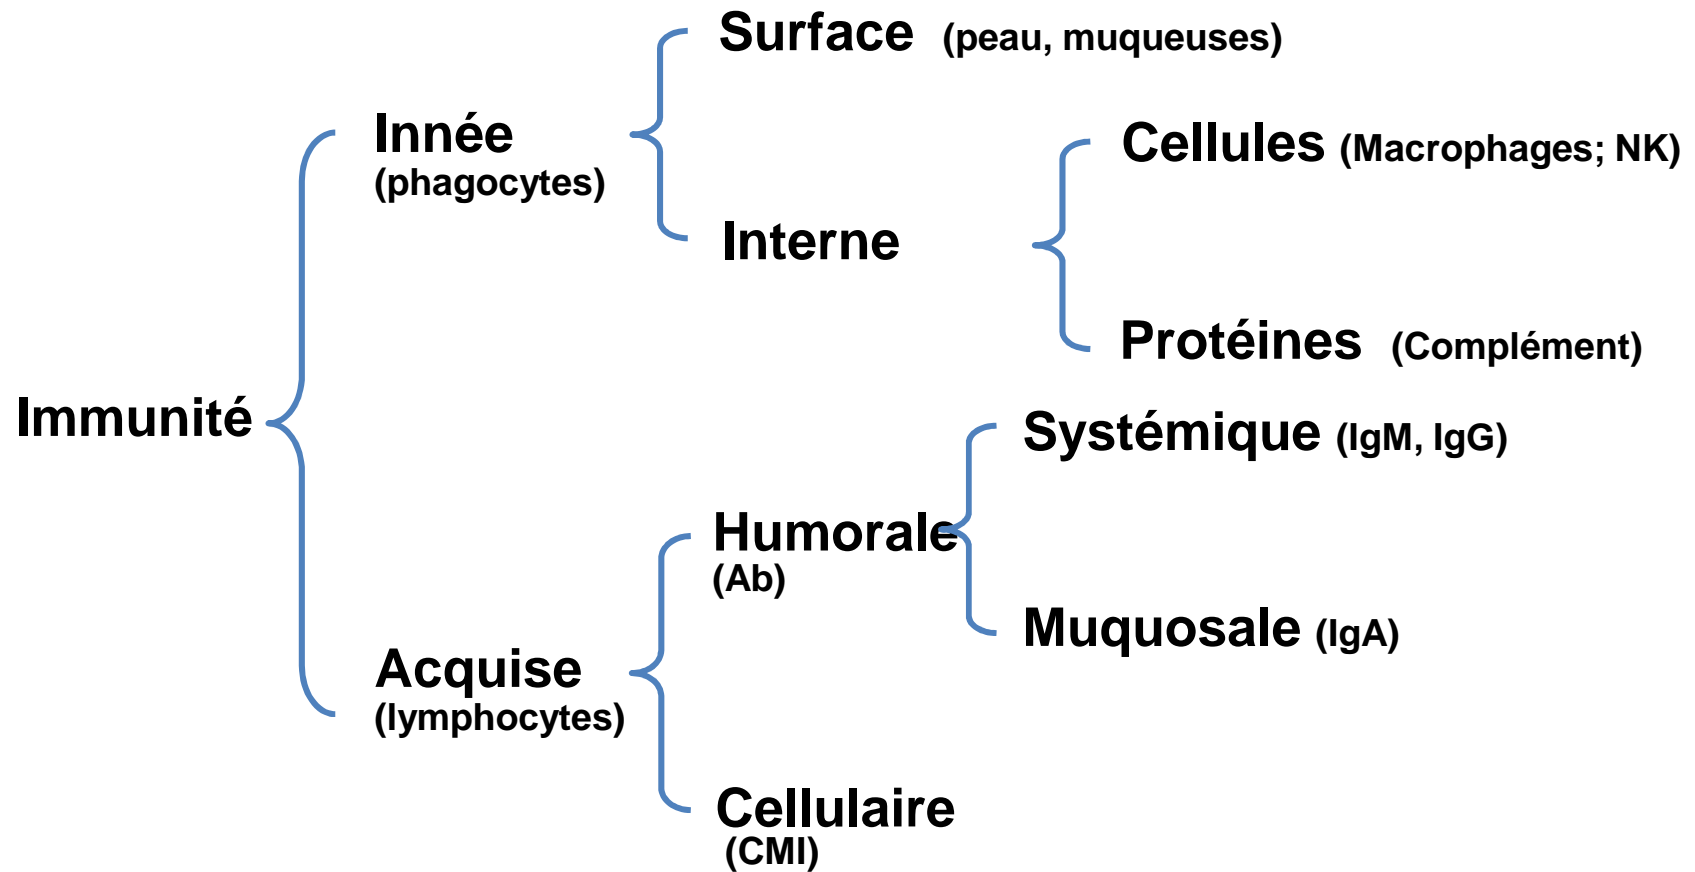 Surface (peau, muqueuses)
Innée
(phagocytes)
Cellules (Macrophages; NK)
Interne
Protéines (Complément)
Immunité
Systémique (IgM, IgG)
Humorale
(Ab)
Muquosale (IgA)
Acquise
(lymphocytes)
Cellulaire
(CMI)